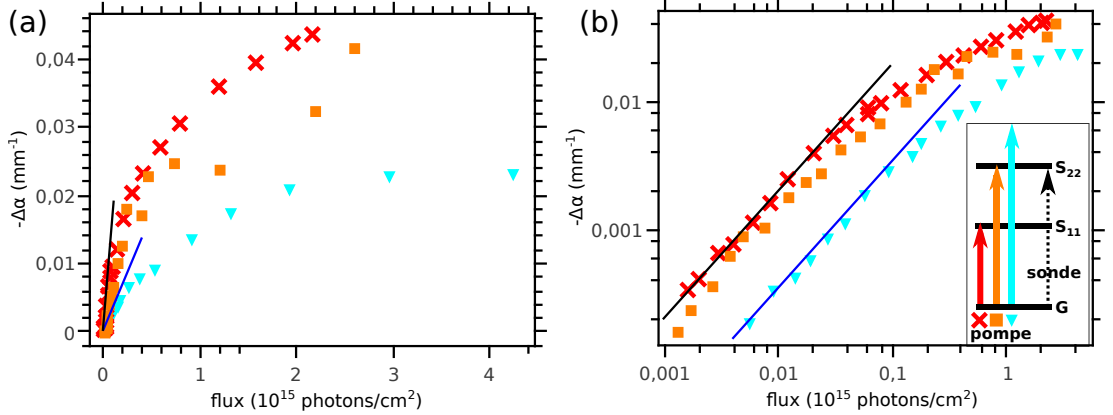 (a)
-Δα (mm⁻¹)
0,04
0,03
0,02
0,01
0
0
1
2
3
4
flux (10¹⁵ photons/cm²)
(b)
-Δα (mm⁻¹)
0,01
0,001
0,001
0,01
0,1
1
flux (10¹⁵ photons/cm²)
S₂₂
S₁₁
sonde
G
pompe